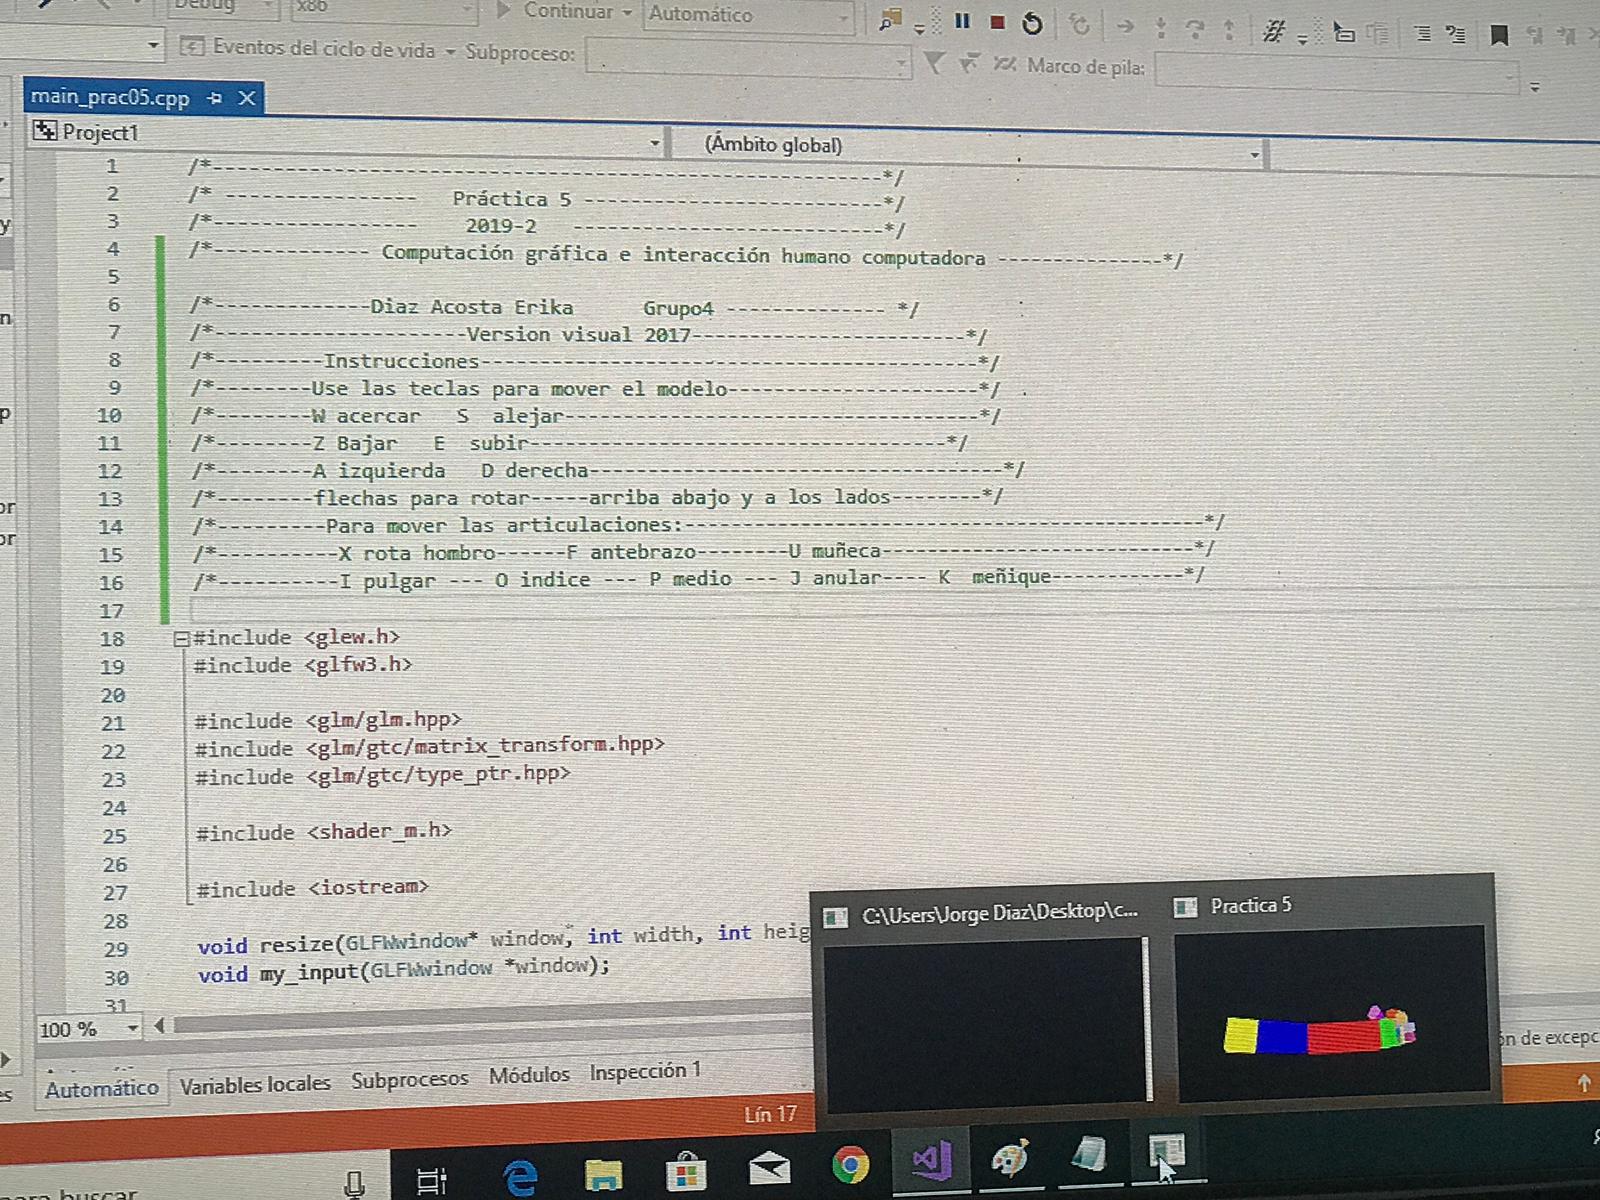 Debug x86 Continuar Automático
Eventos del ciclo de vida Subproceso: Marco de pila:
main_prac05.cpp
Project1 (Ámbito global)
1 /*----------------------------------------------------------*/
2 /* ---------------- Práctica 5 --------------------------*/
3 /*----------------- 2019-2 ---------------------------*/
4 /*------------- Computación gráfica e interacción humano computadora ---------------*/
5
6 /*-------------Diaz Acosta Erika Grupo4 -------------- */
7 /*---------------------Version visual 2017------------------------*/
8 /*---------Instrucciones-------------------------------------------*/
9 /*--------Use las teclas para mover el modelo----------------------*/
10 /*--------W acercar S alejar------------------------------------*/
11 /*--------Z Bajar E subir------------------------------------*/
12 /*--------A izquierda D derecha------------------------------------*/
13 /*--------flechas para rotar-----arriba abajo y a los lados--------*/
14 /*---------Para mover las articulaciones:---------------------------------------------*/
15 /*----------X rota hombro------F antebrazo--------U muñeca---------------------------*/
16 /*----------I pulgar --- O indice --- P medio --- J anular---- K meñique------------*/
17
18 #include <glew.h>
19 #include <glfw3.h>
20
21 #include <glm/glm.hpp>
22 #include <glm/gtc/matrix_transform.hpp>
23 #include <glm/gtc/type_ptr.hpp>
24
25 #include <shader_m.h>
26
27 #include <iostream>
28
29 void resize(GLFWwindow* window, int width, int heig
30 void my_input(GLFWwindow *window);
31
C:\Users\Jorge Diaz\Desktop\c... Practica 5
100 %
ón de excepc
Automático Variables locales Subprocesos Módulos Inspección 1
Lín 17
para buscar